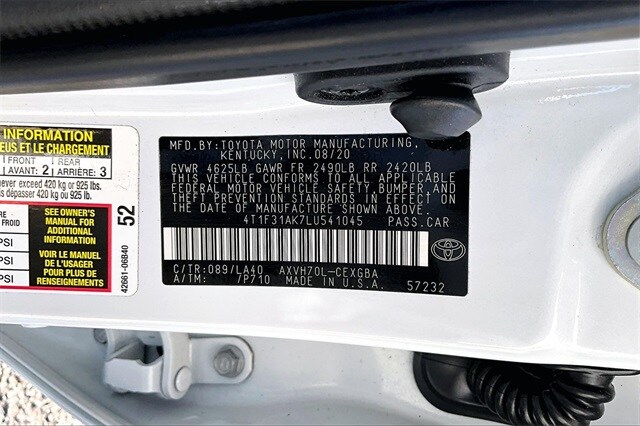 INFORMATION
EUS ET LE CHARGEMENT
FRONT REAR
AVANT: 2 ARRIÈRE: 3
never exceed 420 kg or 925 lbs.
dépasser 420 kg ou 925 lb.
SEE OWNER'S
MANUAL FOR
ADDITIONAL
INFORMATION
VOIR LE MANUEL
DE L'USAGER
POUR PLUS DE
RENSEIGNEMENTS
PSI
PSI
PSI
52
42661-06840
MFD.BY:TOYOTA MOTOR MANUFACTURING,
KENTUCKY, INC.08/20
GVWR 4625LB GAWR FR 2490LB RR 2420LB
THIS VEHICLE CONFORMS TO ALL APPLICABLE
FEDERAL MOTOR VEHICLE SAFETY,BUMPER,AND
THEFT PREVENTION STANDARDS IN EFFECT ON
THE DATE OF MANUFACTURE SHOWN ABOVE.
4T1F31AK7LU541045 PASS.CAR
C/TR:089/LA40 AXVH70L-CEXGBA
A/TM: /P710 MADE IN U.S.A. 57232